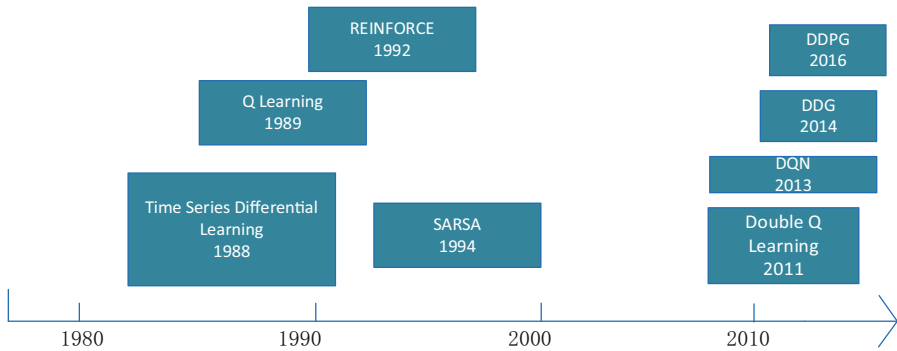 REINFORCE
1992
DDPG
2016
Q Learning
1989
DDG
2014
DQN
2013
Time Series Differential
Learning
1988
SARSA
1994
Double Q
Learning
2011
1980
1990
2000
2010